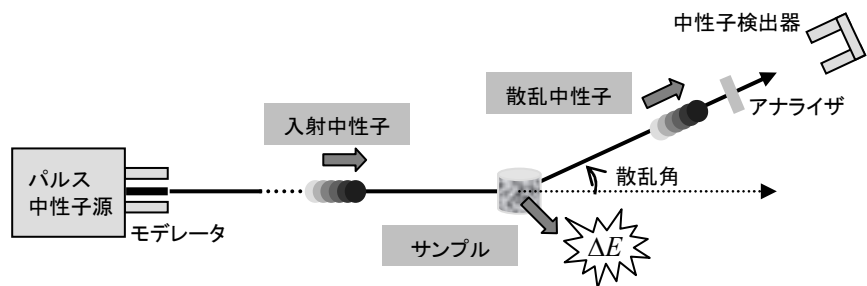 中性子検出器
散乱中性子
アナライザ
入射中性子
パルス
中性子源
散乱角
モデレータ
サンプル
ΔE